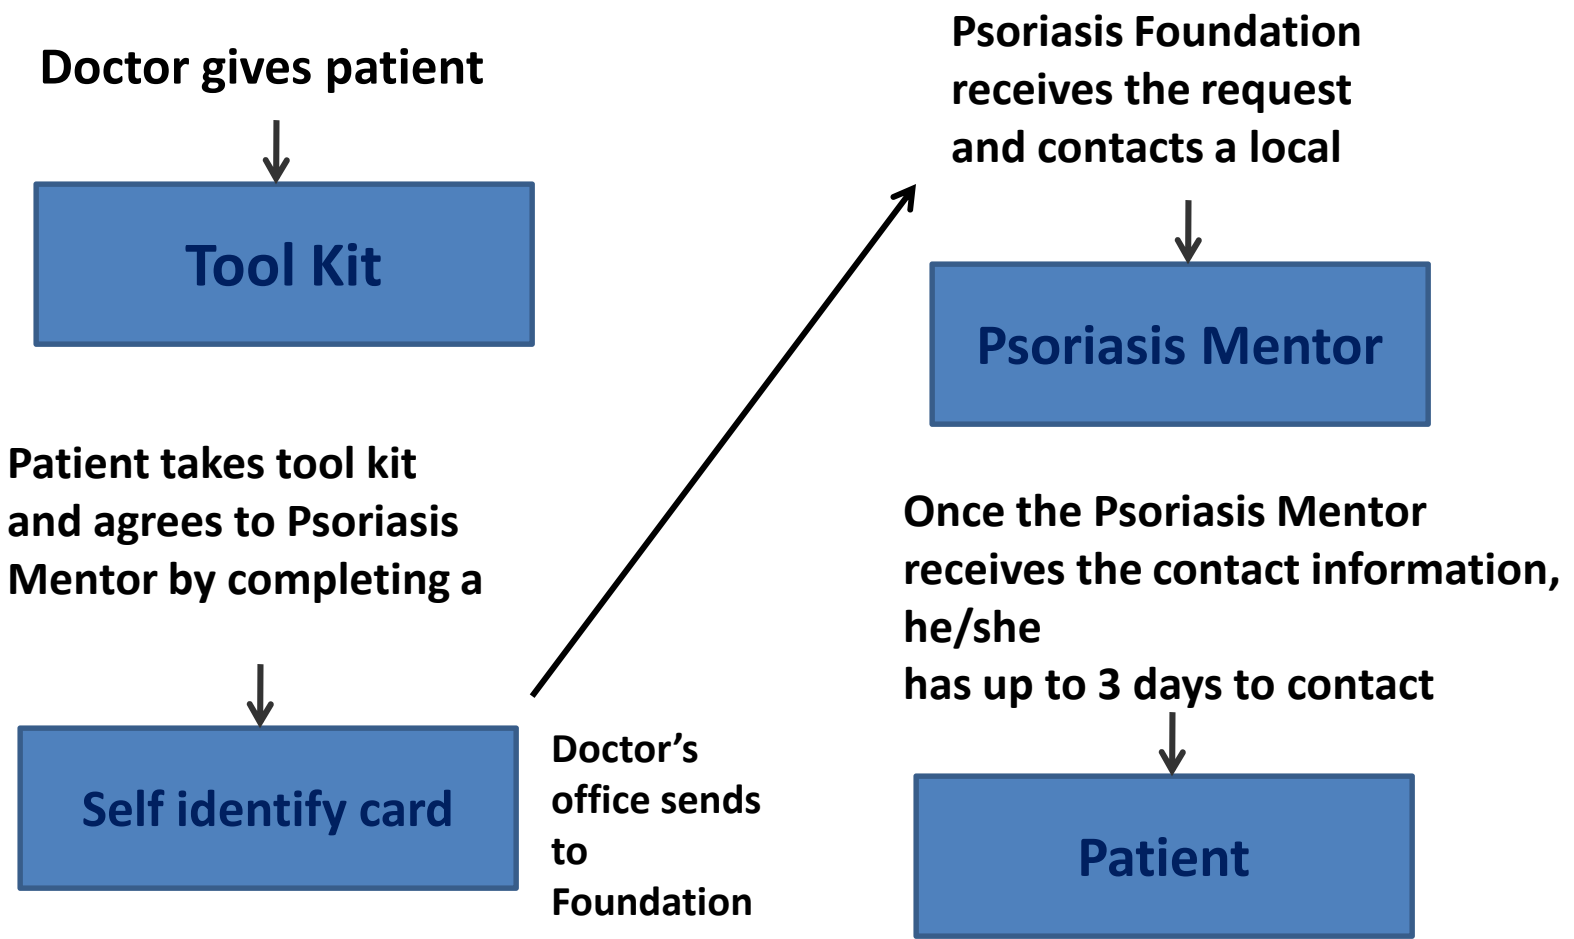 Doctor gives patient
Tool Kit
Patient takes tool kit
and agrees to Psoriasis
Mentor by completing a
Self identify card
Doctor’s
office sends
to
Foundation
Psoriasis Foundation
receives the request
and contacts a local
Psoriasis Mentor
Once the Psoriasis Mentor
receives the contact information,
he/she
has up to 3 days to contact
Patient